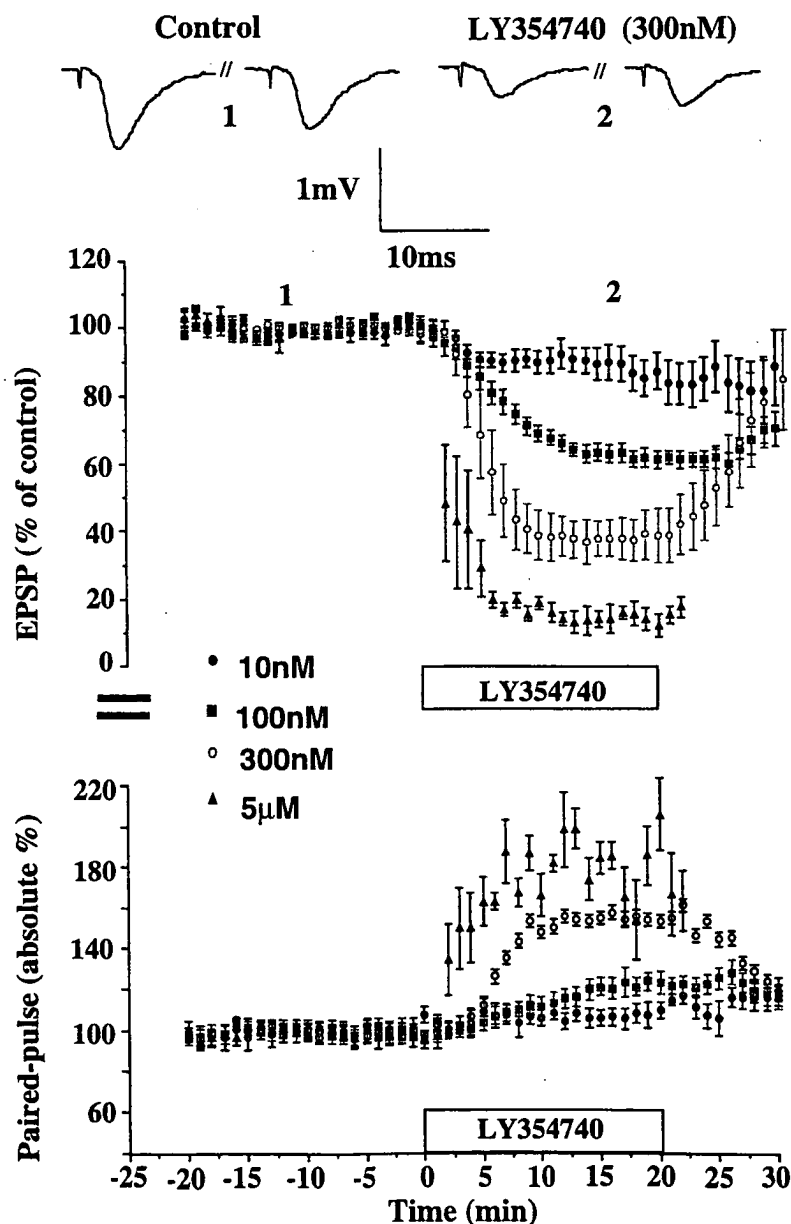 Control LY354740 (300nM)
// //
1 2
1mV
10ms
120
100
80
60
40
20
0
EPSP (% of control)
1 2
LY354740
10nM
100nM
300nM
5μM
220
180
140
100
60
Paired-pulse (absolute %)
LY354740
-25 -20 -15 -10 -5 0 5 10 15 20 25 30
Time (min)